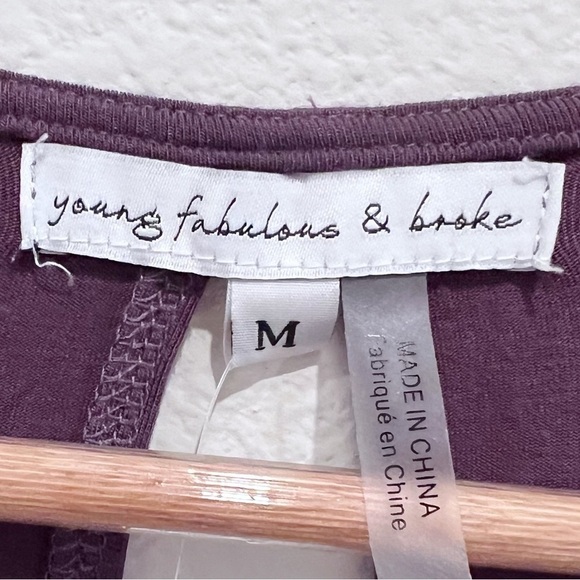 young fabulous & broke
M
MADE IN CHINA
fabriqué en Chine